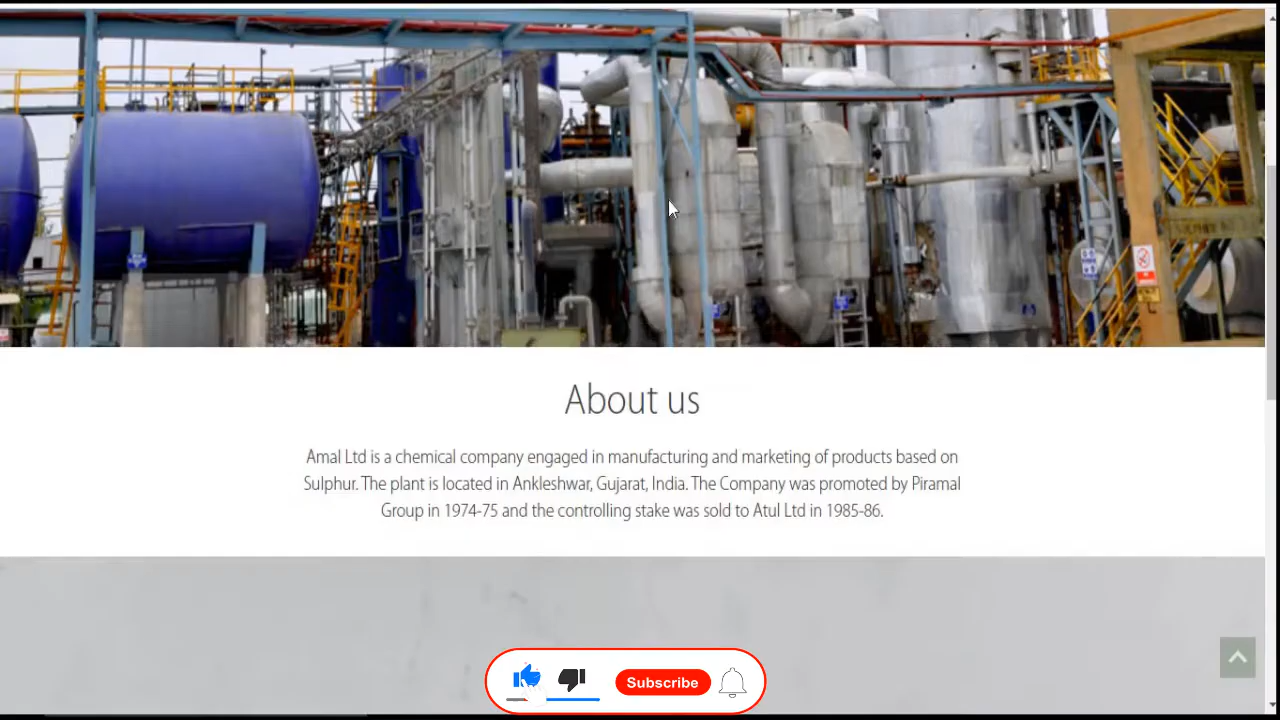 About us
Amal Ltd is a chemical company engaged in manufacturing and marketing of products based on
Sulphur. The plant is located in Ankleshwar, Gujarat, India. The Company was promoted by Piramal
Group in 1974-75 and the controlling stake was sold to Atul Ltd in 1985-86.
Subscribe